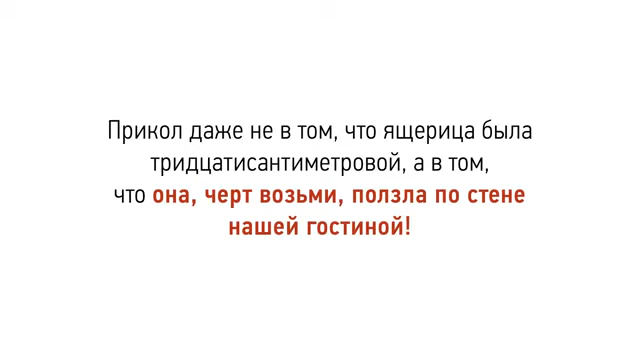 Прикол даже не в том, что ящерица была
тридцатисантиметровой, а в том,
что она, черт возьми, ползла по стене
нашей гостиной!